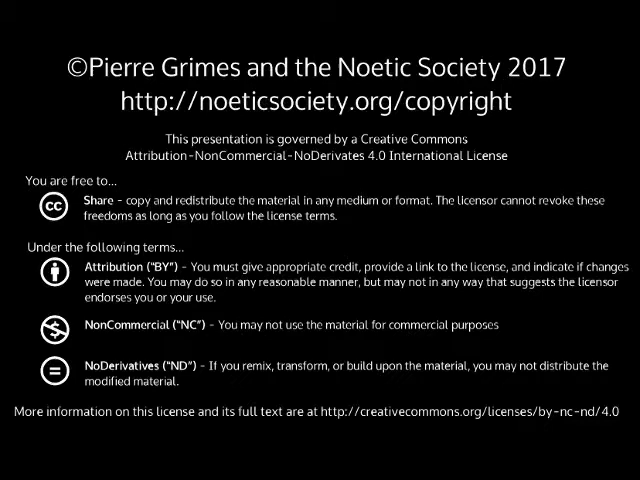 ©Pierre Grimes and the Noetic Society 2017
http://noeticsociety.org/copyright
This presentation is governed by a Creative Commons
Attribution-NonCommercial-NoDerivates 4.0 International License
You are free to...
cc
Share - copy and redistribute the material in any medium or format. The licensor cannot revoke these
freedoms as long as you follow the license terms.
Under the following terms...
Attribution ("BY") - You must give appropriate credit, provide a link to the license, and indicate if changes
were made. You may do so in any reasonable manner, but may not in any way that suggests the licensor
endorses you or your use.
NonCommercial ("NC") - You may not use the material for commercial purposes
NoDerivatives ("ND") - If you remix, transform, or build upon the material, you may not distribute the
modified material.
More information on this license and its full text are at http://creativecommons.org/licenses/by-nc-nd/4.0